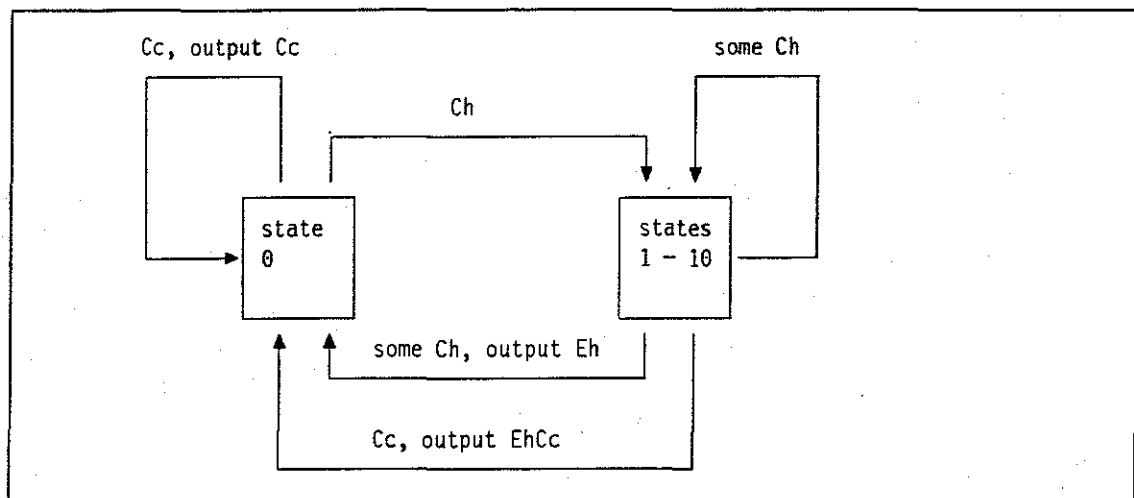 Cc, output Cc
some Ch
Ch
state
0
states
1 – 10
some Ch, output Eh
Cc, output EhCc